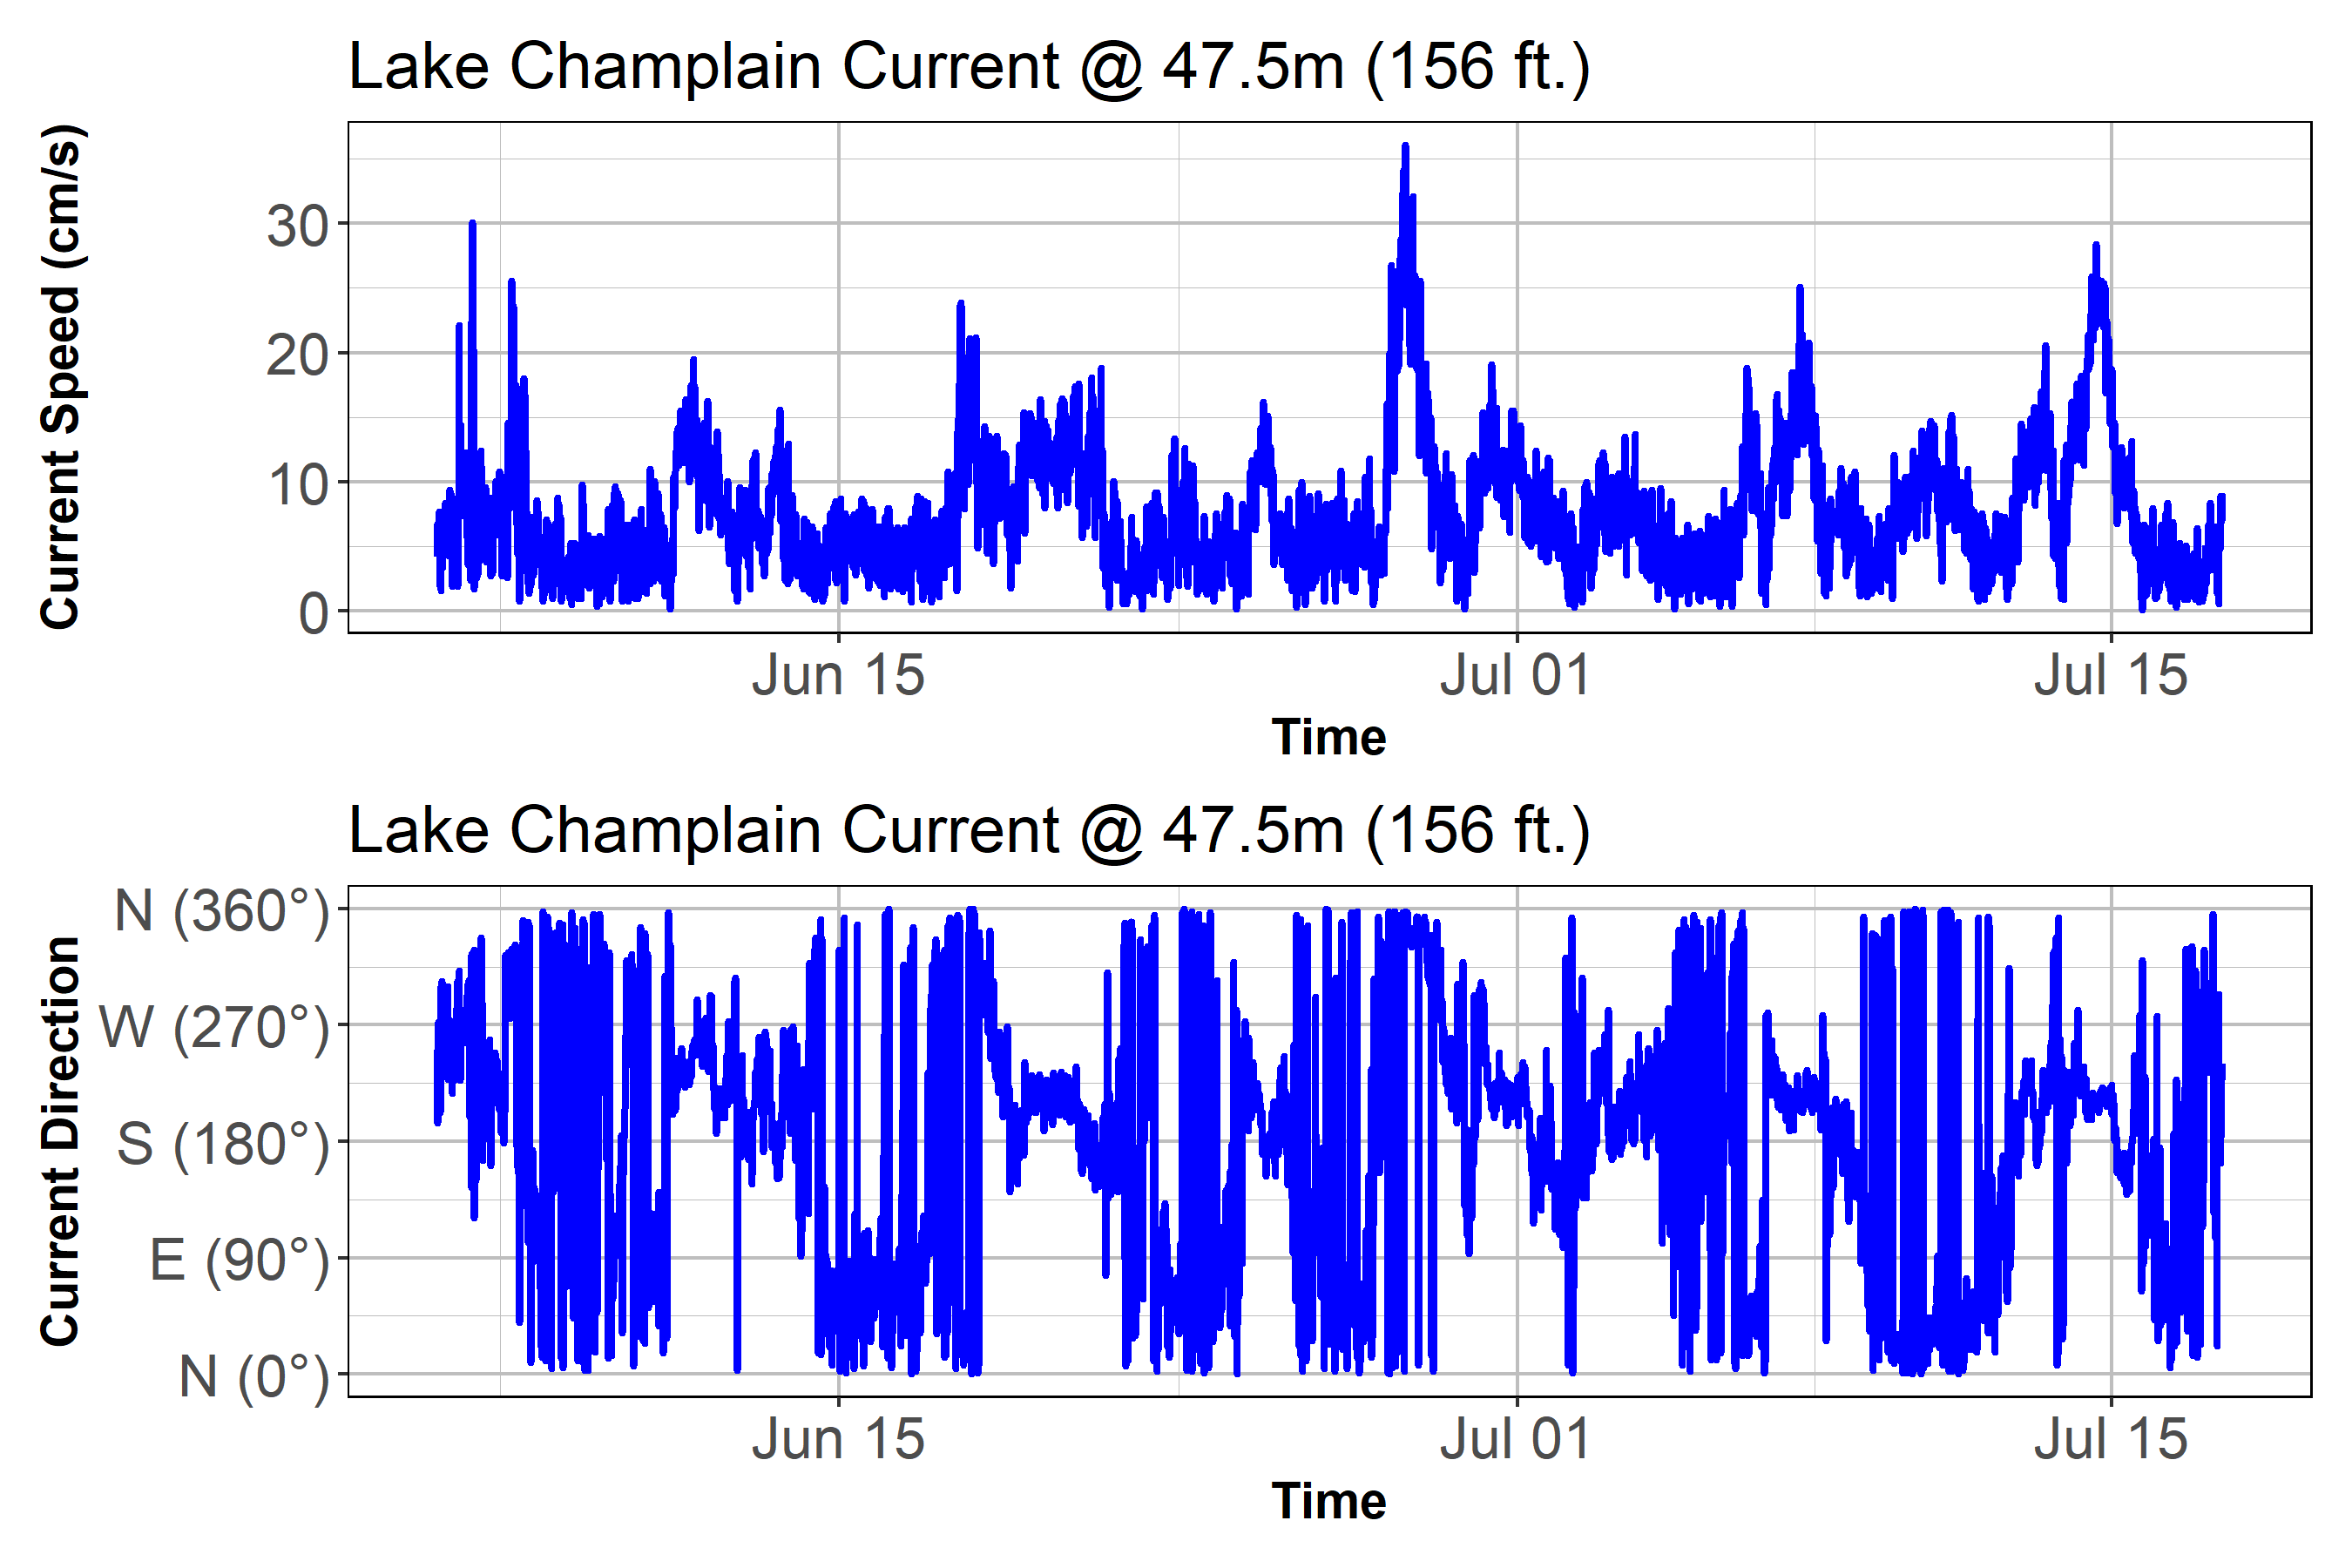 Lake Champlain Current @ 47.5m (156 ft.)
Current Speed (cm/s)
30
20
10
0
Jun 15
Jul 01
Jul 15
Time
Lake Champlain Current @ 47.5m (156 ft.)
Current Direction
N (360°)
W (270°)
S (180°)
E (90°)
N (0°)
Jun 15
Jul 01
Jul 15
Time